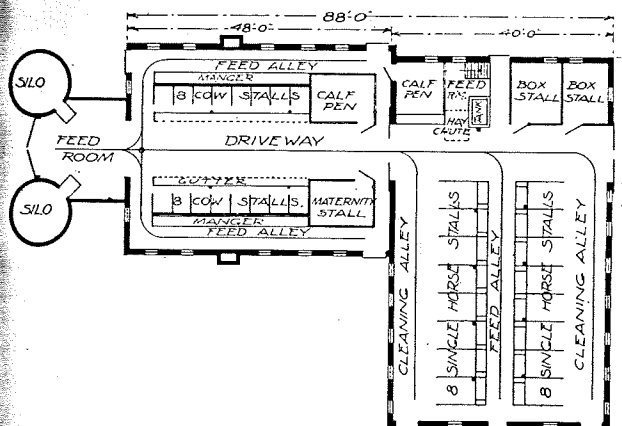 88'-0"
48'-0"
40'-0"
SILO
FEED ALLEY
MANGER
8 COW STALLS
CALF
PEN
CALF
PEN
FEED
RM.
TANK
HAY
CHUTE
BOX
STALL
BOX
STALL
FEED
ROOM
DRIVEWAY
GUTTER
8 COW STALLS.
MANGER
FEED ALLEY
MATERNITY
STALL
SILO
CLEANING ALLEY
8 SINGLE HORSE STALLS
FEED ALLEY
8 SINGLE HORSE STALLS
CLEANING ALLEY